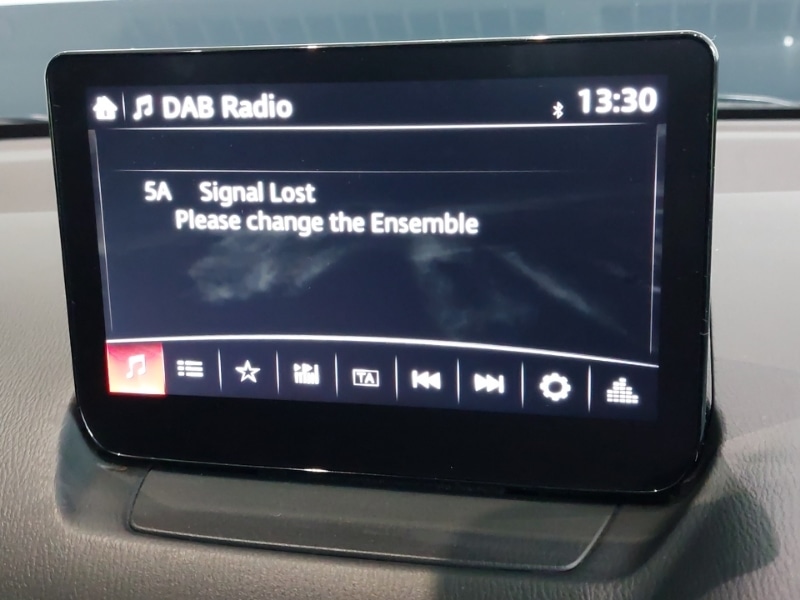 DAB Radio 13:30
5A Signal Lost
Please change the Ensemble
TA